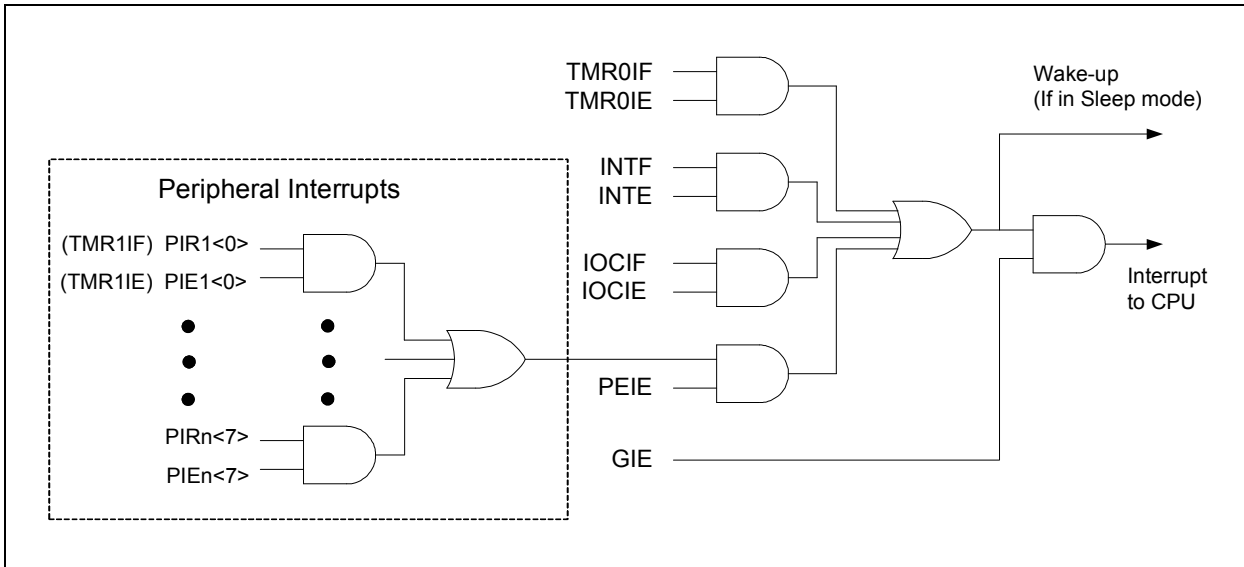 TMR0IF
TMR0IE
Wake-up
(If in Sleep mode)
INTF
INTE
Peripheral Interrupts
(TMR1IF) PIR1<0>
(TMR1IE) PIE1<0>
IOCIF
IOCIE
Interrupt
to CPU
PEIE
PIRn<7>
PIEn<7>
GIE